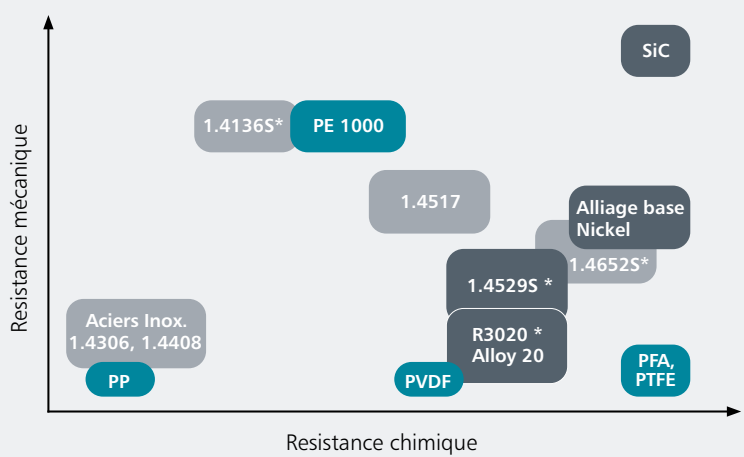 Resistance mécanique
SiC
1.4136S*
PE 1000
1.4517
Alliage base
Nickel
1.4652S*
1.4529S *
Aciers Inox.
1.4306, 1.4408
R3020 *
Alloy 20
PP
PVDF
PFA,
PTFE
Resistance chimique